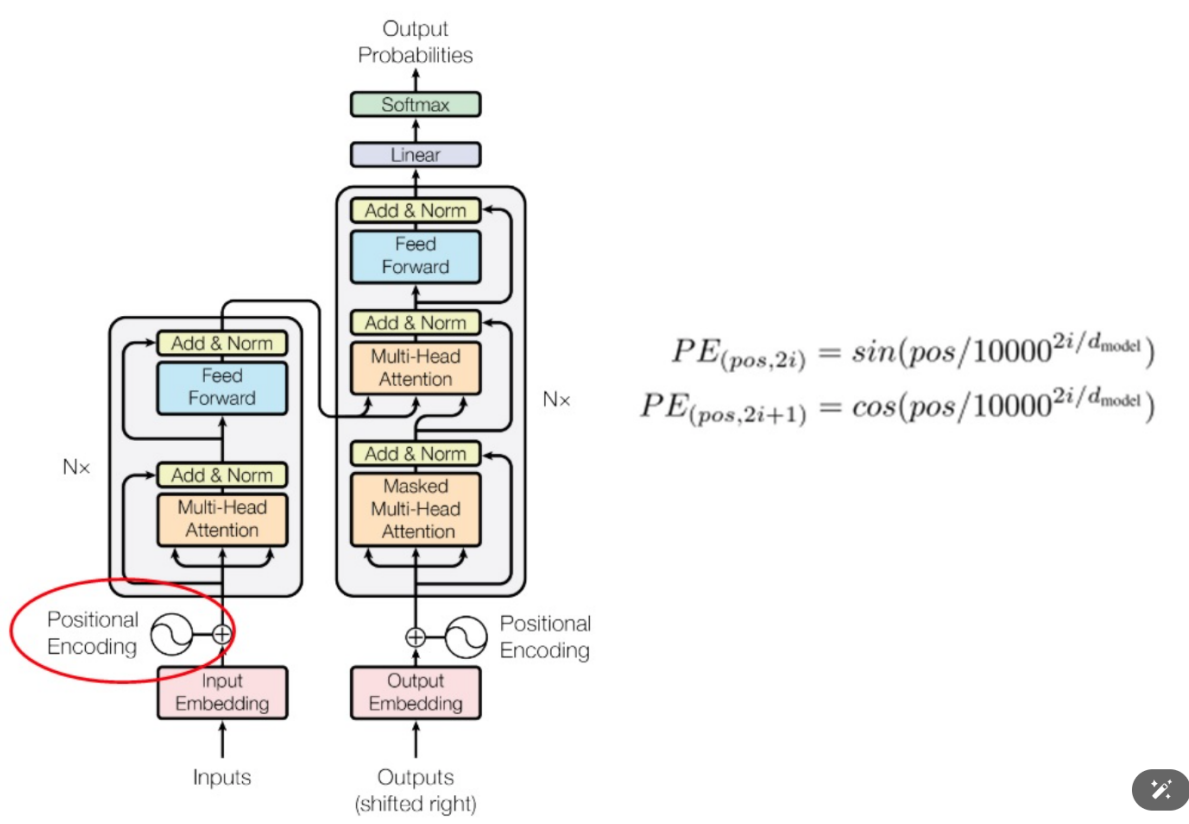 Output
Probabilities
Softmax
Linear
Add & Norm
Feed
Forward
Add & Norm
Multi-Head
Attention
Add & Norm
Masked
Multi-Head
Attention
Nx
Positional
Encoding
Output
Embedding
Outputs
(shifted right)
Add & Norm
Feed
Forward
Add & Norm
Multi-Head
Attention
Nx
Positional
Encoding
Input
Embedding
Inputs
PE(pos,2i) = sin(pos/10000^2i/dmodel)
PE(pos,2i+1) = cos(pos/10000^2i/dmodel)